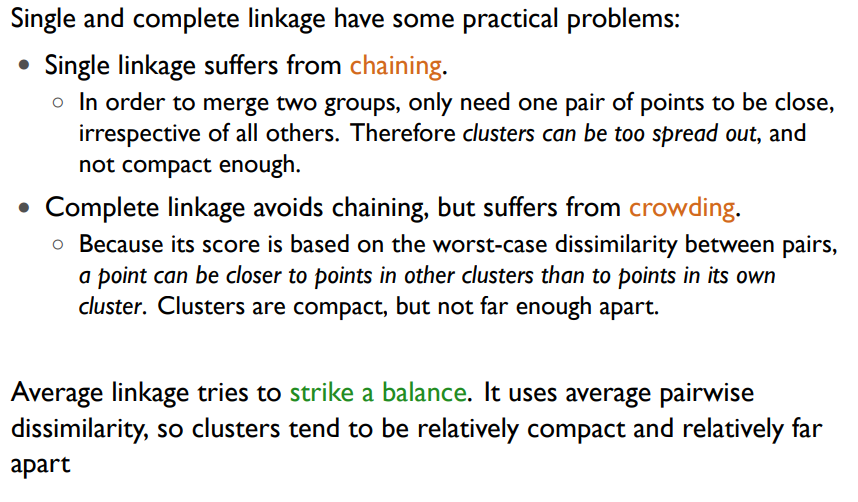 Single and complete linkage have some practical problems:
• Single linkage suffers from chaining.
○ In order to merge two groups, only need one pair of points to be close,
irrespective of all others. Therefore clusters can be too spread out, and
not compact enough.
• Complete linkage avoids chaining, but suffers from crowding.
○ Because its score is based on the worst-case dissimilarity between pairs,
a point can be closer to points in other clusters than to points in its own
cluster. Clusters are compact, but not far enough apart.
Average linkage tries to strike a balance. It uses average pairwise
dissimilarity, so clusters tend to be relatively compact and relatively far
apart